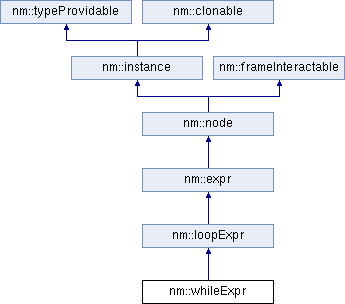 nm::typeProvidable
nm::clonable
nm::instance
nm::frameInteractable
nm::node
nm::expr
nm::loopExpr
nm::whileExpr